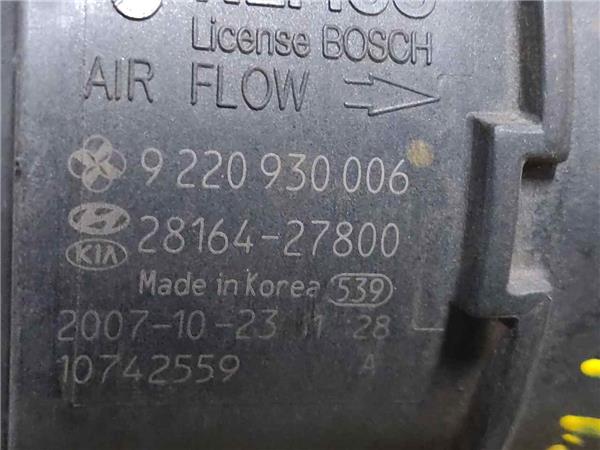 License BOSCH
AIR FLOW
9 220 930 006
28164-27800
KIA
Made in Korea 539
2007-10-23 11 28
10742559 A